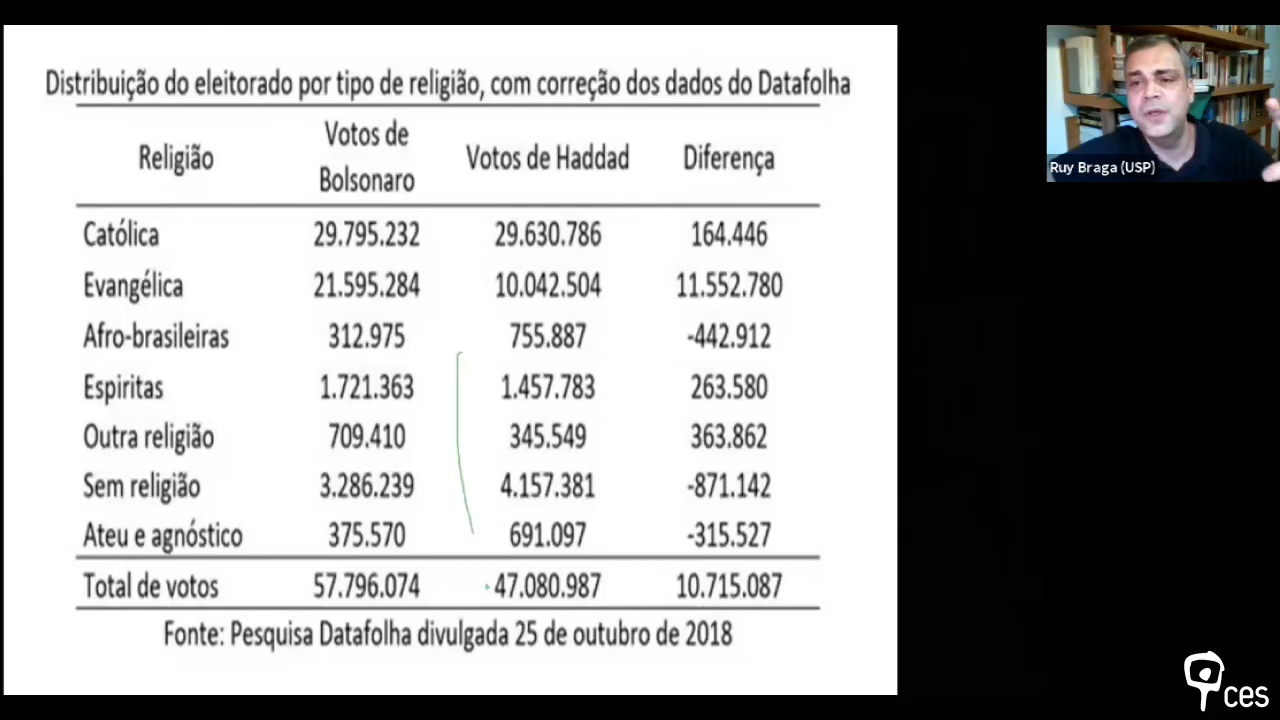 Distribuição do eleitorado por tipo de religião, com correção dos dados do Datafolha
Religião Votos de Bolsonaro Votos de Haddad Diferença
Católica 29.795.232 29.630.786 164.446
Evangélica 21.595.284 10.042.504 11.552.780
Afro-brasileiras 312.975 755.887 -442.912
Espiritas 1.721.363 1.457.783 263.580
Outra religião 709.410 345.549 363.862
Sem religião 3.286.239 4.157.381 -871.142
Ateu e agnóstico 375.570 691.097 -315.527
Total de votos 57.796.074 47.080.987 10.715.087
Fonte: Pesquisa Datafolha divulgada 25 de outubro de 2018
Ruy Braga (USP)
ces